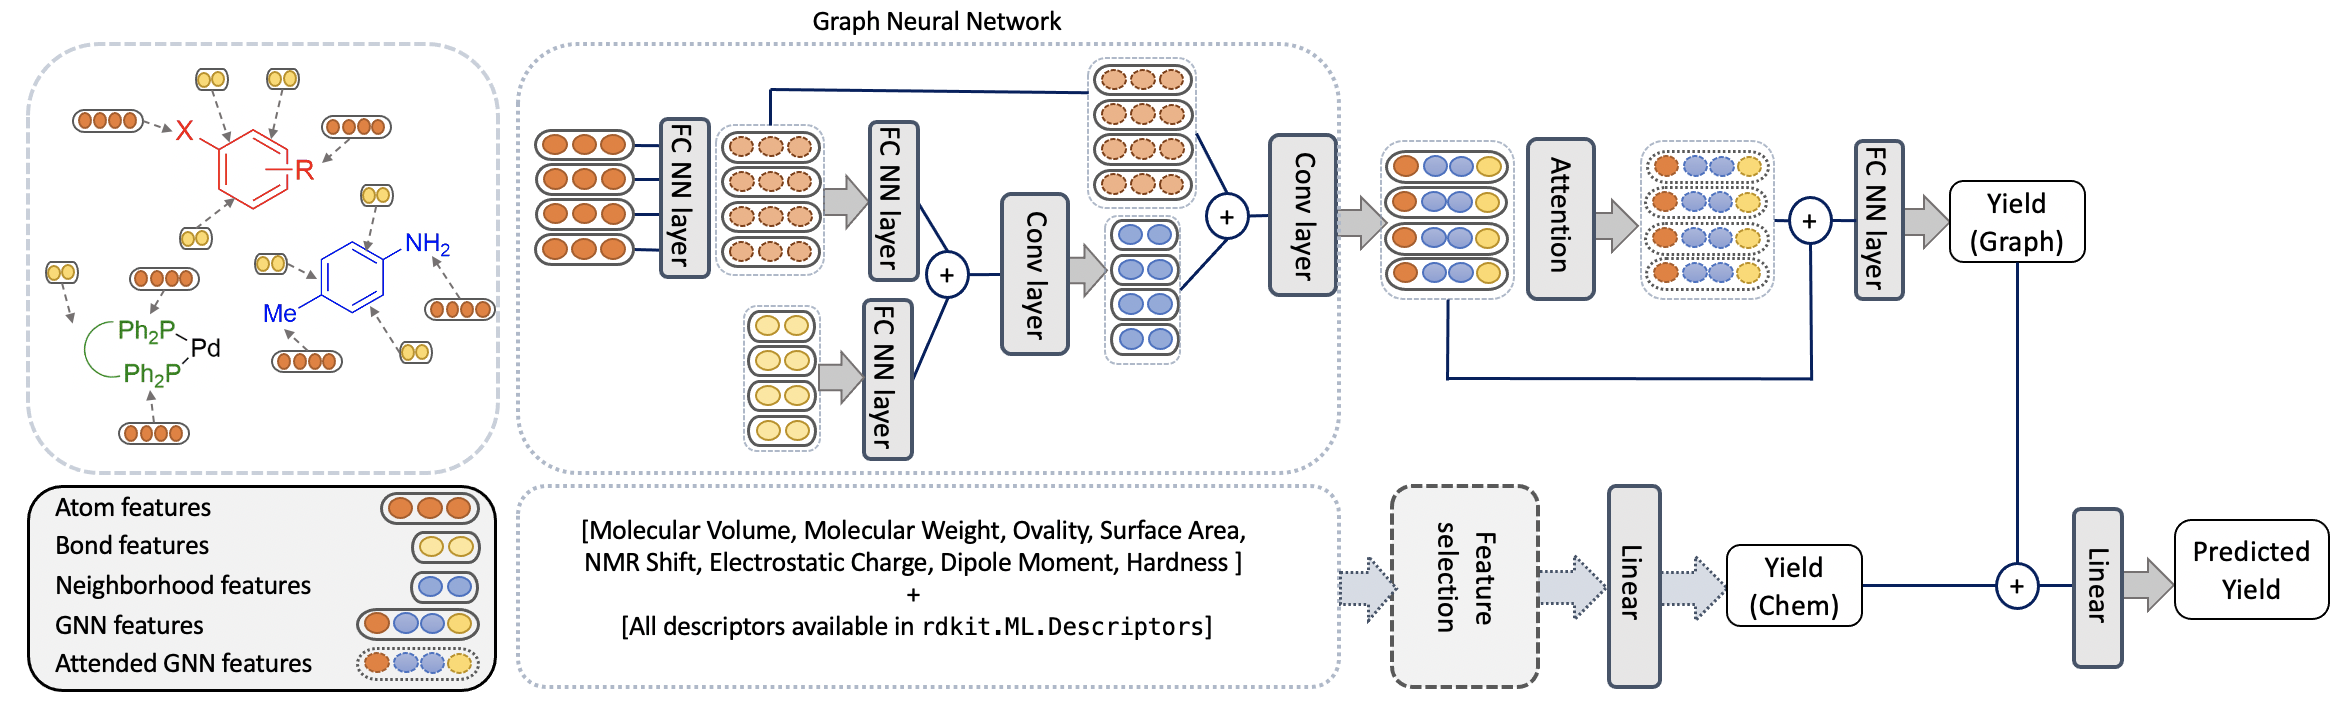 Graph Neural Network
X
R
NH2
Me
Ph2P
Pd
Ph2P
FC NN layer
FC NN layer
FC NN layer
+
Conv layer
+
Conv layer
Attention
+
FC NN layer
Yield
(Graph)
Atom features
Bond features
Neighborhood features
GNN features
Attended GNN features
[Molecular Volume, Molecular Weight, Ovality, Surface Area,
NMR Shift, Electrostatic Charge, Dipole Moment, Hardness ]
+
[All descriptors available in rdkit.ML.Descriptors]
Feature
selection
Linear
Yield
(Chem)
+
Linear
Predicted
Yield